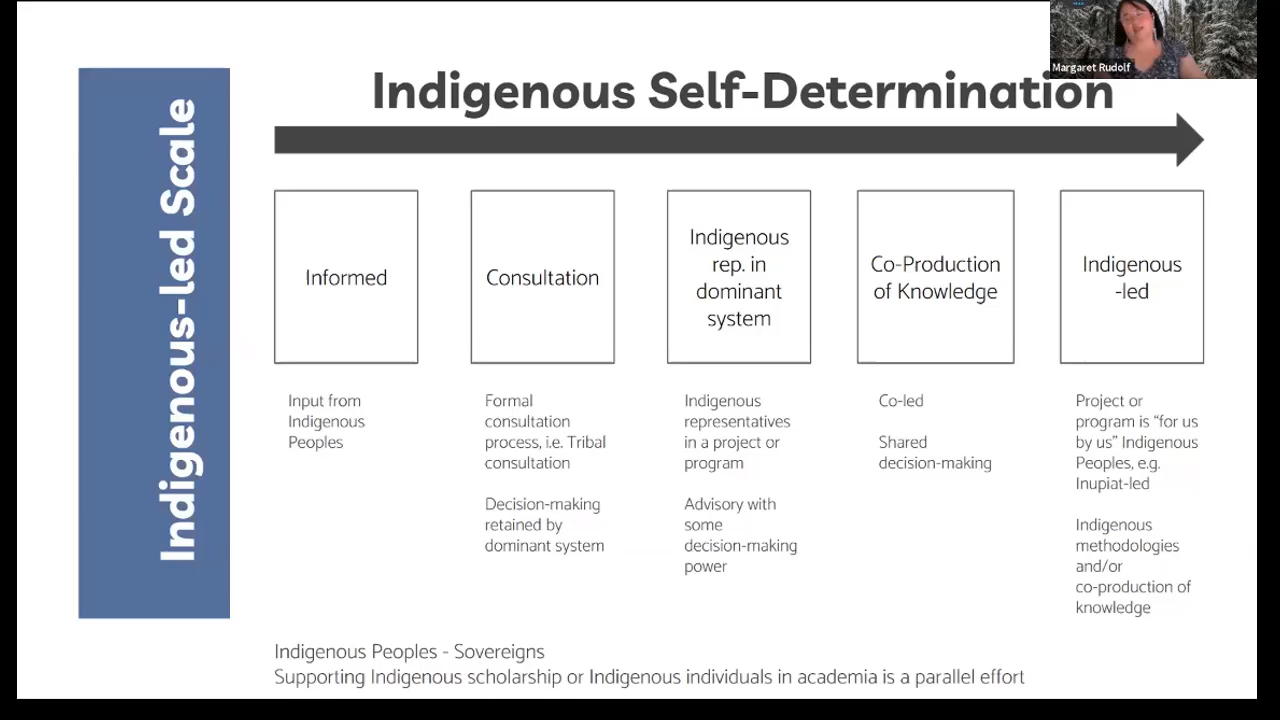 Margaret Rudolf
Indigenous Self-Determination
Indigenous-led Scale
Informed
Consultation
Indigenous
rep. in
dominant
system
Co-Production
of Knowledge
Indigenous
-led
Input from
Indigenous
Peoples
Formal
consultation
process, i.e. Tribal
consultation
Decision-making
retained by
dominant system
Indigenous
representatives
in a project or
program
Advisory with
some
decision-making
power
Co-led
Shared
decision-making
Project or
program is “for us
by us” Indigenous
Peoples, e.g.
Inupiat-led
Indigenous
methodologies
and/or
co-production of
knowledge
Indigenous Peoples - Sovereigns
Supporting Indigenous scholarship or Indigenous individuals in academia is a parallel effort